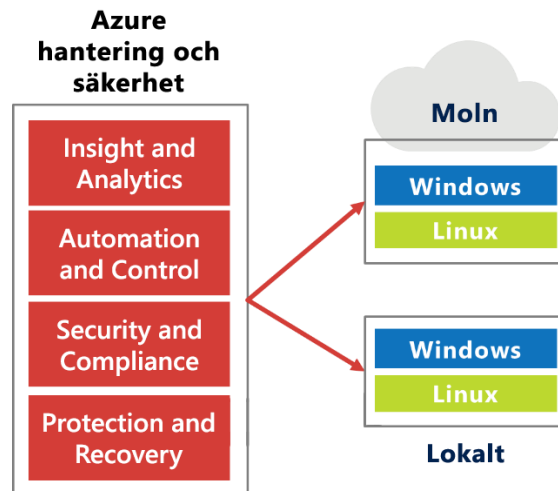 Azure
hantering och
säkerhet
Insight and
Analytics
Automation
and Control
Security and
Compliance
Protection and
Recovery
Moln
Windows
Linux
Windows
Linux
Lokalt